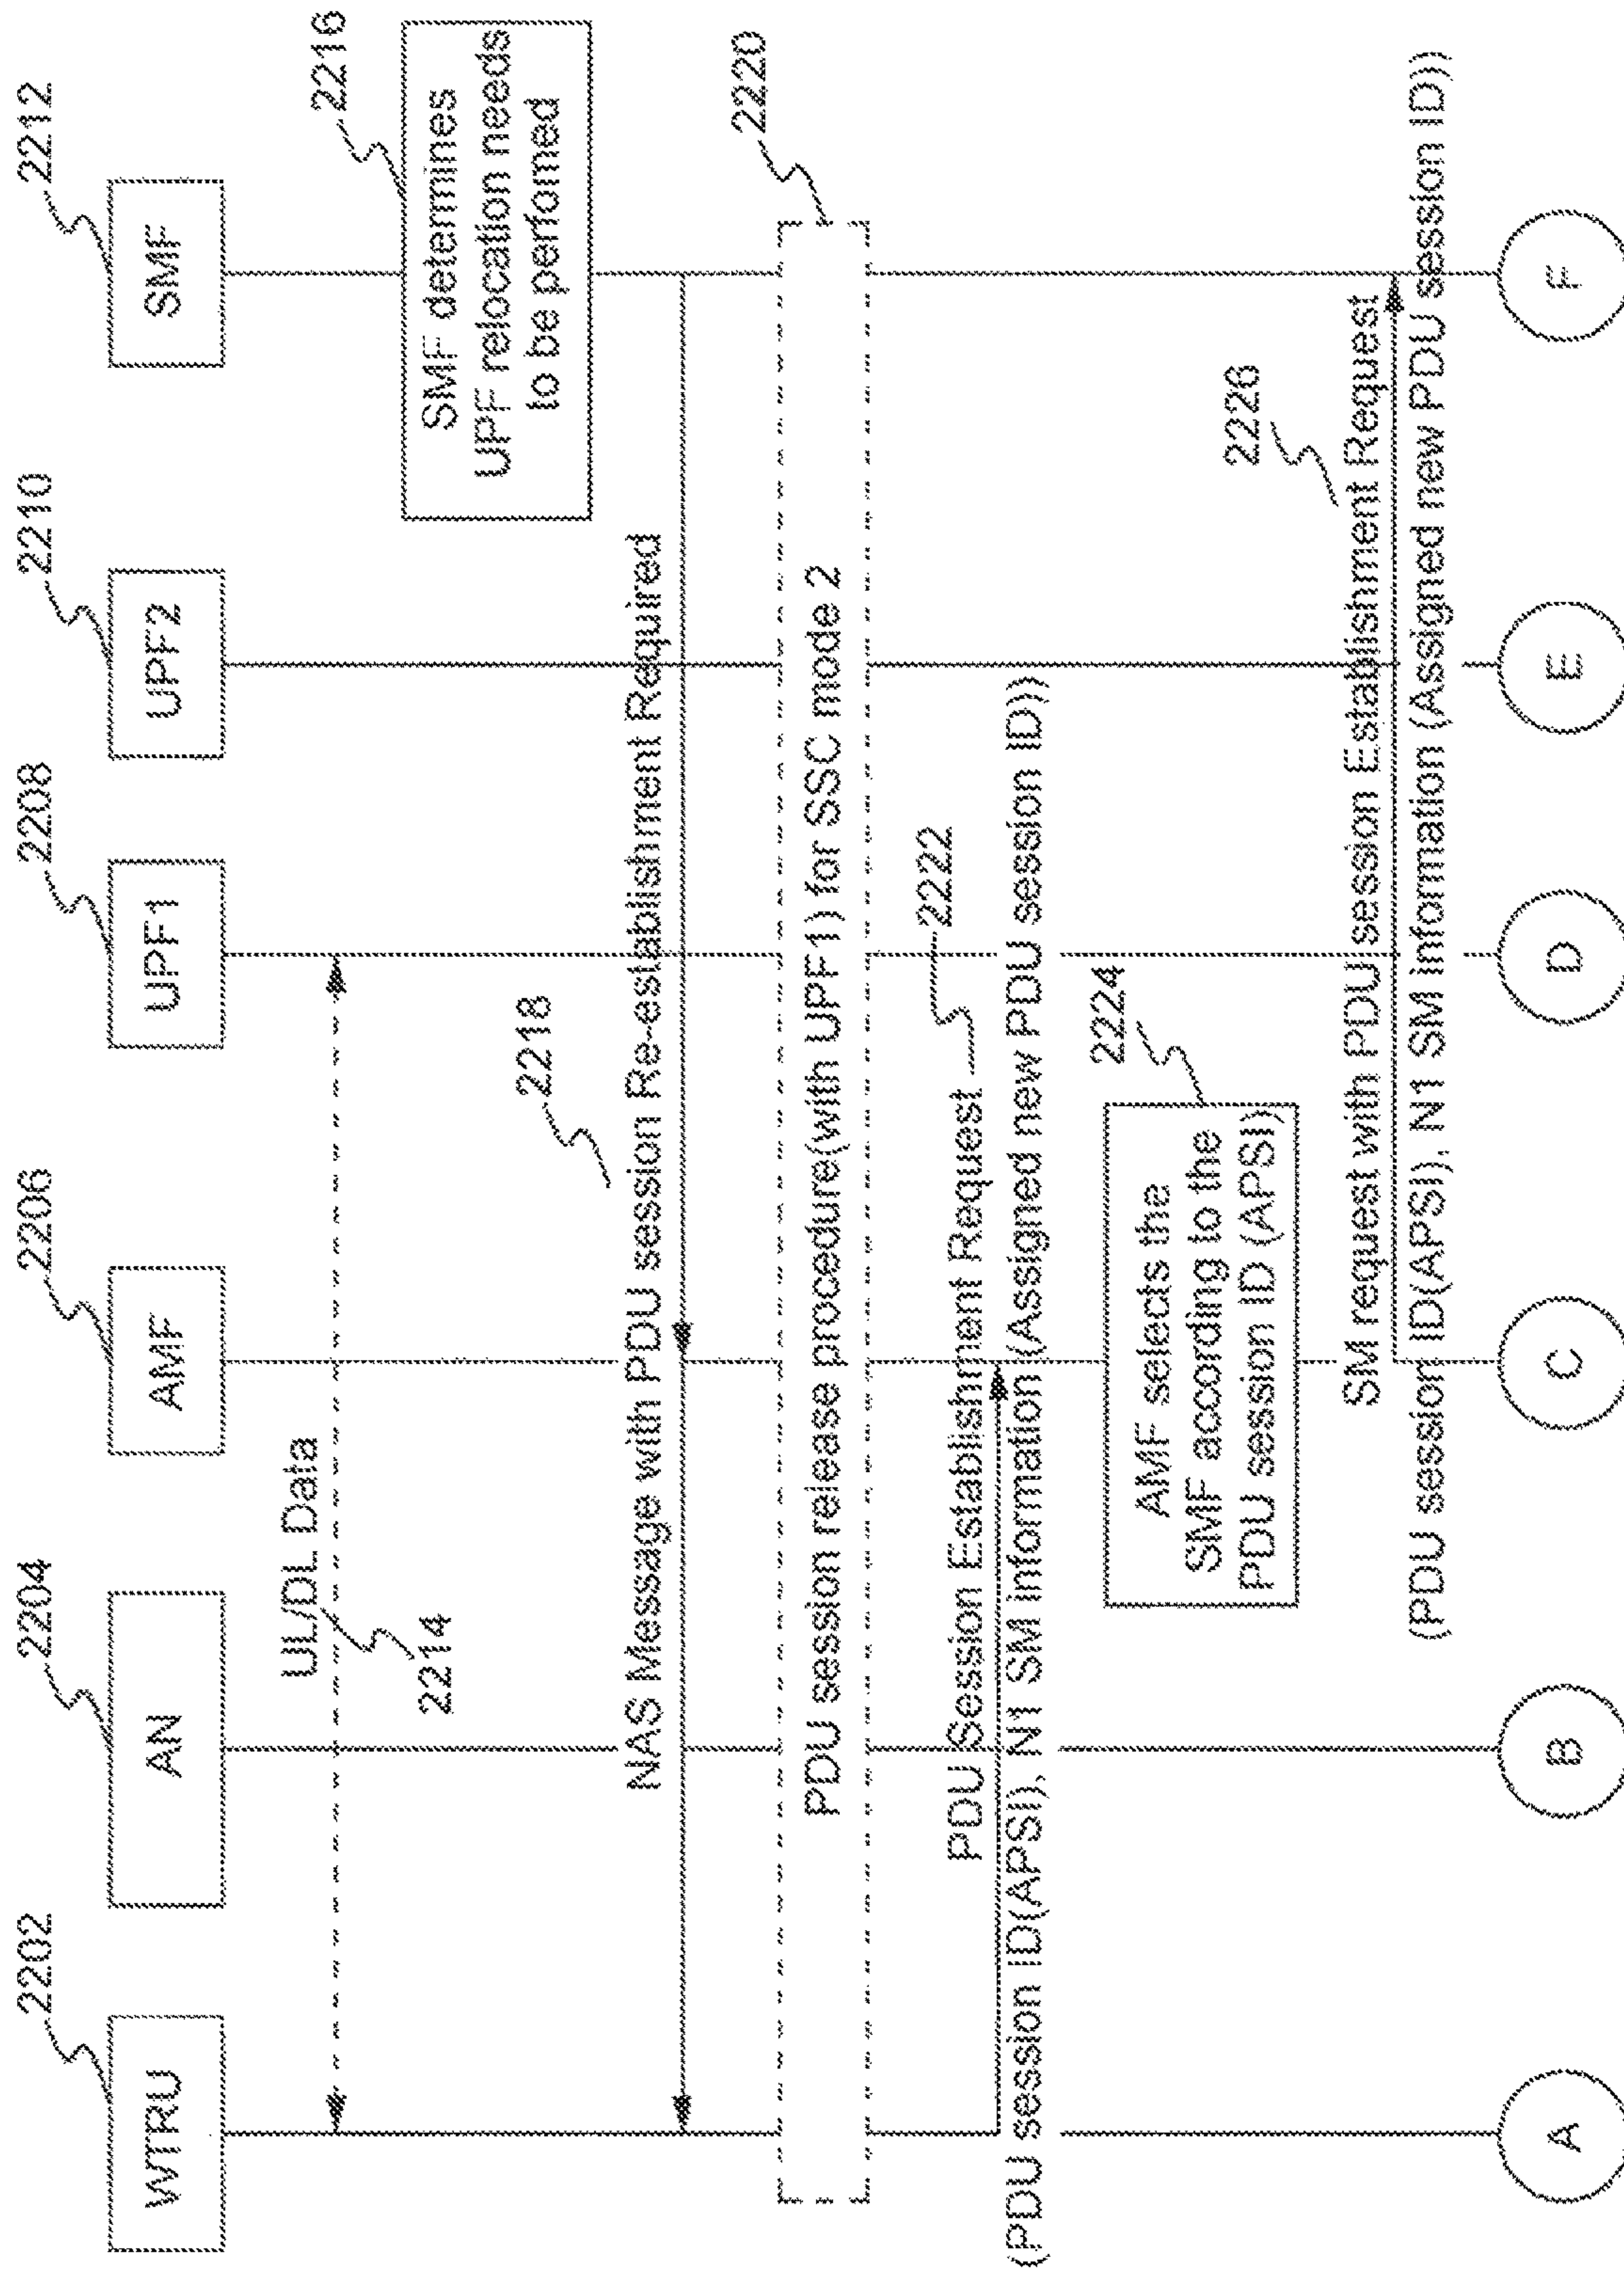 2202
2204
2206
2208
2210
2212
WTRU
AN
AMF
UPF1
UPF2
SMF
UL/DL Data
2214
2216
SMF determines
UPF relocation needs
to be perfomed
2218
NAS Message with PDU session Re-establishment Required
2220
PDU session release procedure(with UPF1) for SSC mode 2
2222
PDU Session Establishment Request
(PDU session ID(APSI), N1 SM information (Assigned new PDU session ID))
2224
AMF selects the
SMF according to the
PDU session ID (APSI)
2226
SM request with PDU session Establishment Request
(PDU session ID(APSI), N1 SM information (Assigned new PDU session ID))
A
B
C
D
E
F